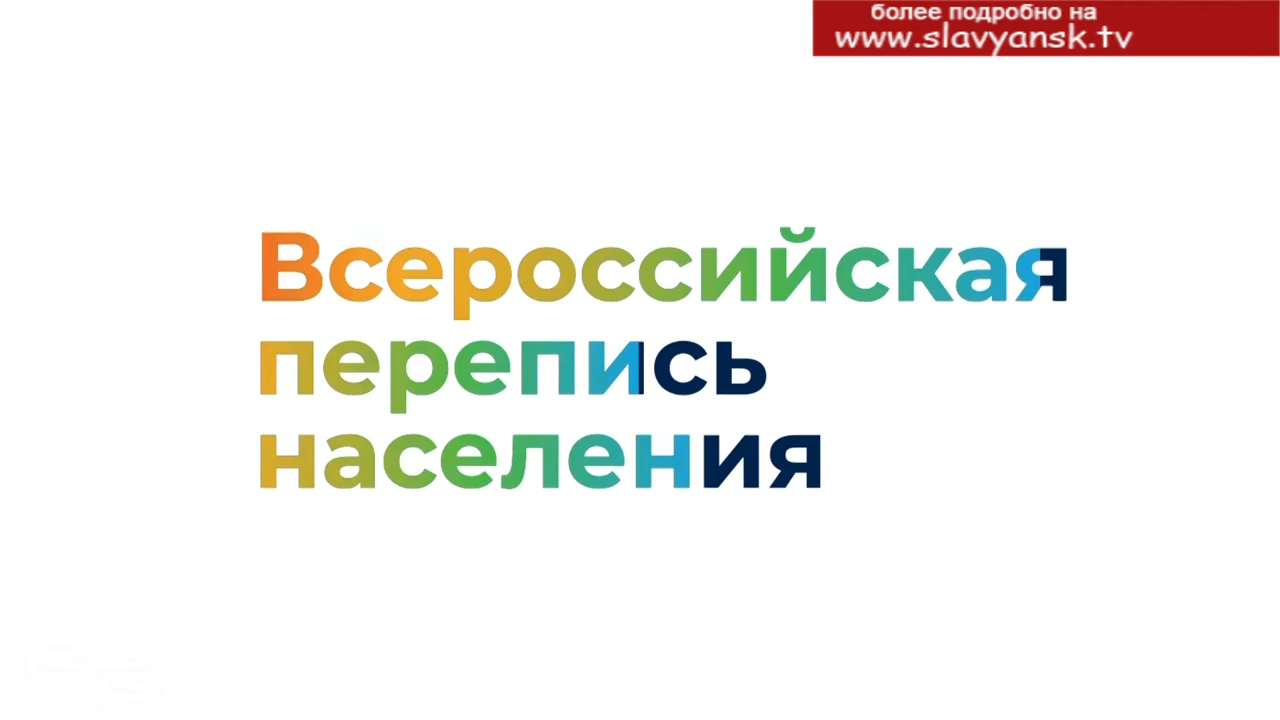 более подробно на
www.slavyansk.tv
Всероссийская
перепись
населения